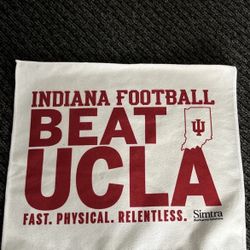 INDIANA FOOTBALL
BEAT
UCLA
FAST. PHYSICAL. RELENTLESS.
Simtra